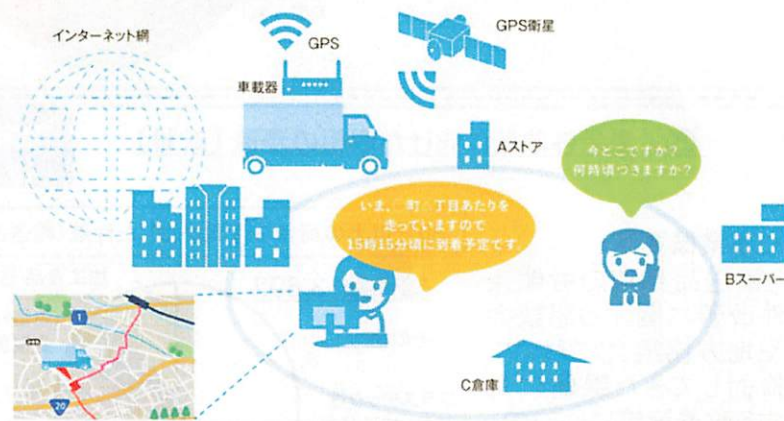 インターネット網
GPS
GPS衛星
車載器
Aストア
今どこですか?
何時頃つきますか?
いま、○町○丁目あたりを
走っていますので
15時15分頃に到着予定です。
Bスーパー
C倉庫
1
20